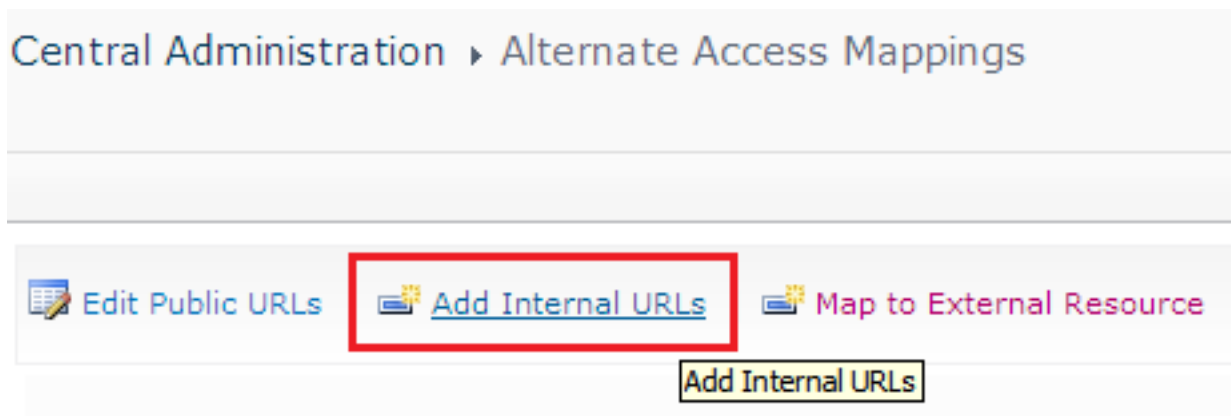 Central Administration ▸ Alternate Access Mappings
Edit Public URLs Add Internal URLs Map to External Resource
Add Internal URLs